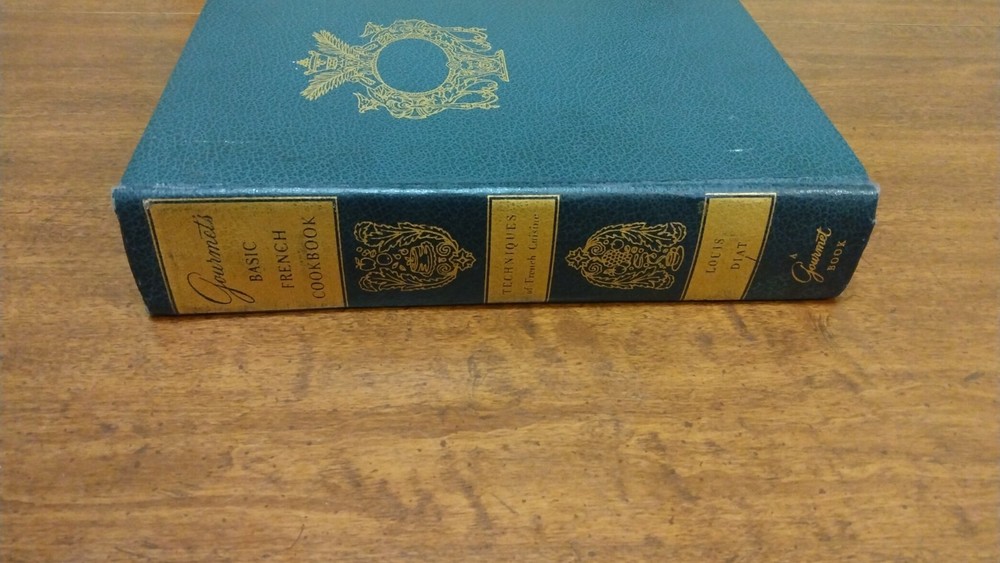 Gourmet's
BASIC
FRENCH
COOKBOOK
TECHNIQUES
of French Cuisine
LOUIS
DIAT
A
Gourmet
BOOK